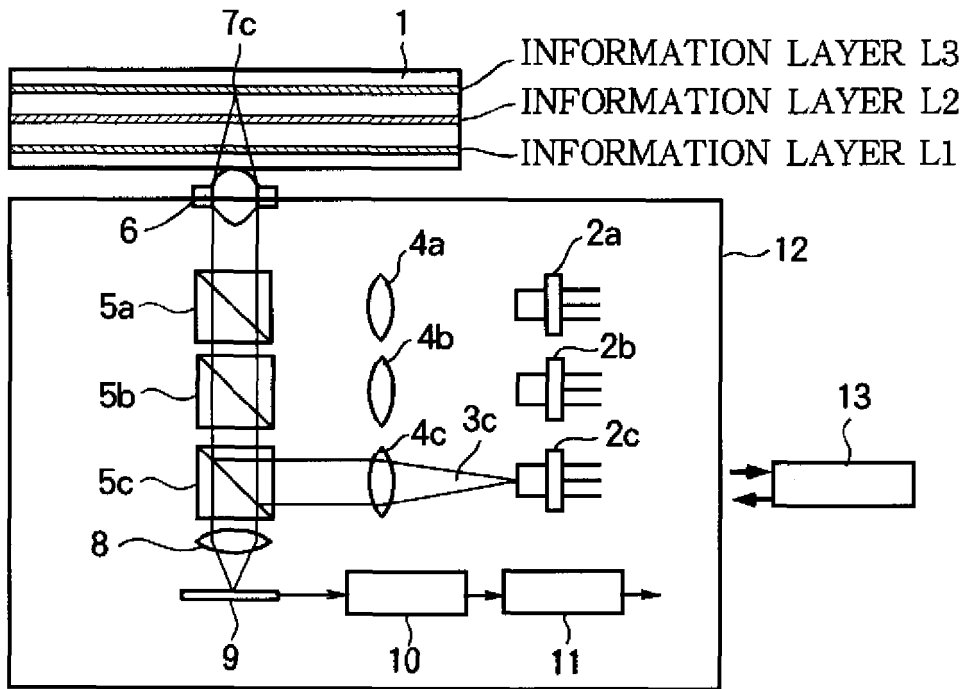 7c
1
INFORMATION LAYER L3
INFORMATION LAYER L2
INFORMATION LAYER L1
6
4a
2a
12
5a
4b
2b
5b
13
4c
3c
2c
5c
8
9
10
11